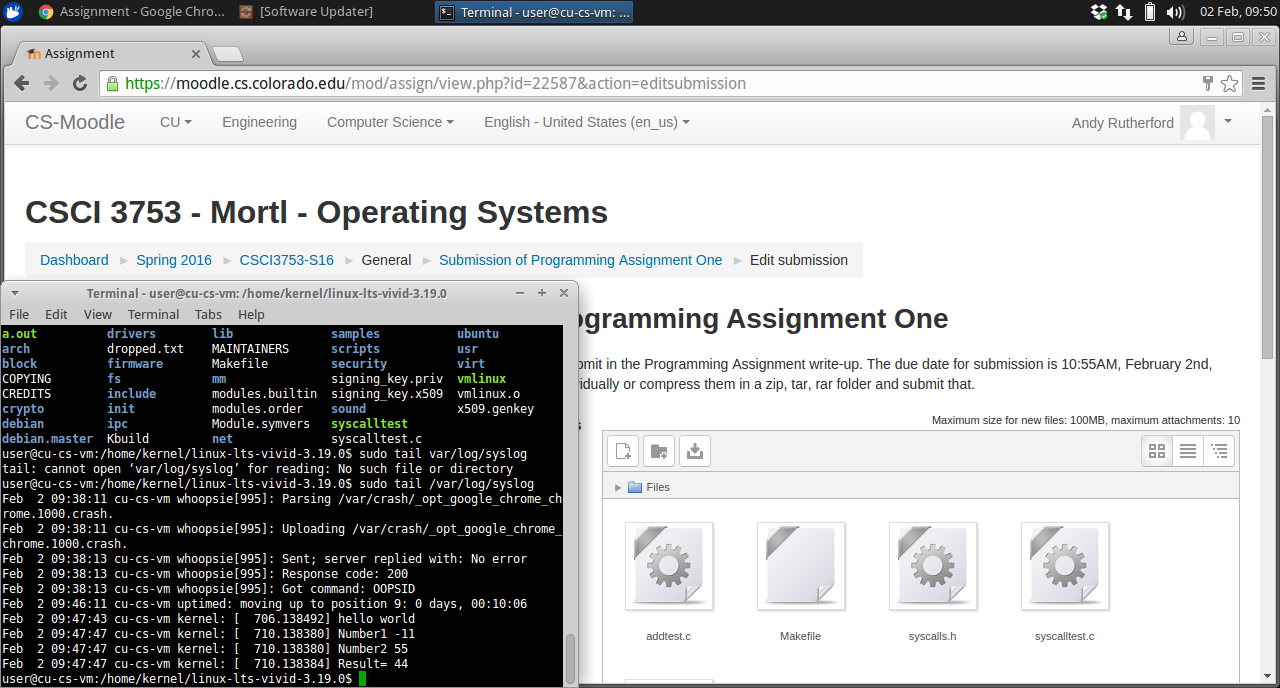 Assignment - Google Chro...
[Software Updater]
Terminal - user@cu-cs-vm: ...
02 Feb, 09:50
Assignment
https://moodle.cs.colorado.edu/mod/assign/view.php?id=22587&action=editsubmission
CS-Moodle
CU
Engineering
Computer Science
English - United States (en_us)
Andy Rutherford
CSCI 3753 - Mortl - Operating Systems
Dashboard ► Spring 2016 ► CSCI3753-S16 ► General ► Submission of Programming Assignment One ► Edit submission
ogramming Assignment One
bmit in the Programming Assignment write-up. The due date for submission is 10:55AM, February 2nd,
vidually or compress them in a zip, tar, rar folder and submit that.
Maximum size for new files: 100MB, maximum attachments: 10
Files
addtest.c
Makefile
syscalls.h
syscalltest.c
Terminal - user@cu-cs-vm: /home/kernel/linux-lts-vivid-3.19.0
File Edit View Terminal Tabs Help
a.out drivers lib samples ubuntu
arch dropped.txt MAINTAINERS scripts usr
block firmware Makefile security virt
COPYING fs mm signing_key.priv vmlinux
CREDITS include modules.builtin signing_key.x509 vmlinux.o
crypto init modules.order sound x509.genkey
debian ipc Module.symvers syscalltest
debian.master Kbuild net syscalltest.c
user@cu-cs-vm:/home/kernel/linux-lts-vivid-3.19.0$ sudo tail var/log/syslog
tail: cannot open ‘var/log/syslog’ for reading: No such file or directory
user@cu-cs-vm:/home/kernel/linux-lts-vivid-3.19.0$ sudo tail /var/log/syslog
Feb  2 09:38:11 cu-cs-vm whoopsie[995]: Parsing /var/crash/_opt_google_chrome_ch
rome.1000.crash.
Feb  2 09:38:11 cu-cs-vm whoopsie[995]: Uploading /var/crash/_opt_google_chrome_
chrome.1000.crash.
Feb  2 09:38:13 cu-cs-vm whoopsie[995]: Sent; server replied with: No error
Feb  2 09:38:13 cu-cs-vm whoopsie[995]: Response code: 200
Feb  2 09:38:13 cu-cs-vm whoopsie[995]: Got command: OOPSID
Feb  2 09:46:11 cu-cs-vm uptimed: moving up to position 9: 0 days, 00:10:06
Feb  2 09:47:43 cu-cs-vm kernel: [  706.138492] hello world
Feb  2 09:47:47 cu-cs-vm kernel: [  710.138380] Number1 -11
Feb  2 09:47:47 cu-cs-vm kernel: [  710.138380] Number2 55
Feb  2 09:47:47 cu-cs-vm kernel: [  710.138384] Result= 44
user@cu-cs-vm:/home/kernel/linux-lts-vivid-3.19.0$